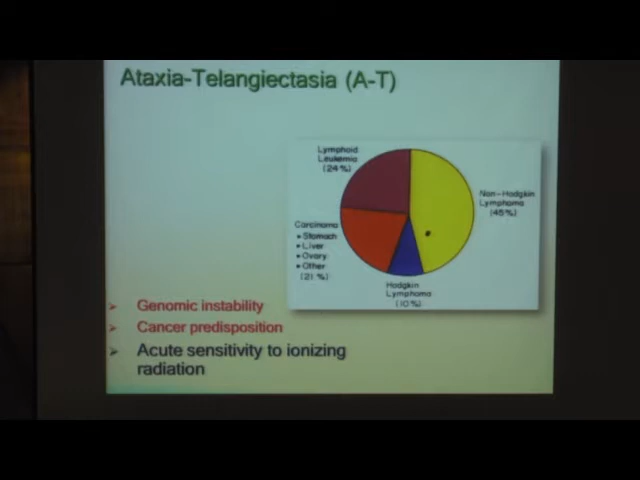 Ataxia-Telangiectasia (A-T)
Lymphoid
Leukemia
(24%)
Non-Hodgkin
Lymphoma
(45%)
Carcinoma
• Stomach
• Liver
• Ovary
• Other
(21%)
Hodgkin
Lymphoma
(10%)
Genomic instability
Cancer predisposition
Acute sensitivity to ionizing
radiation